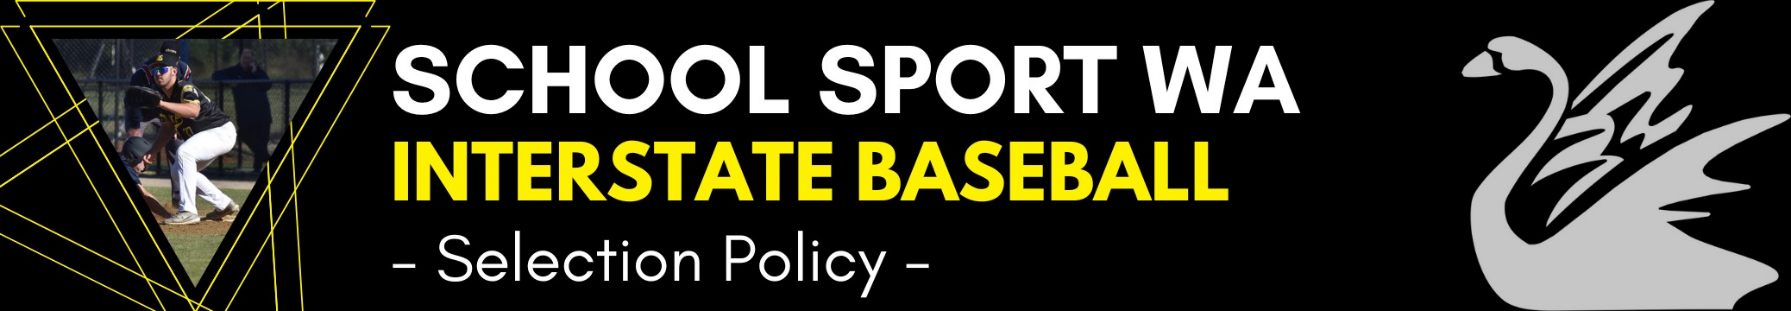 SCHOOL SPORT WA
INTERSTATE BASEBALL
- Selection Policy -